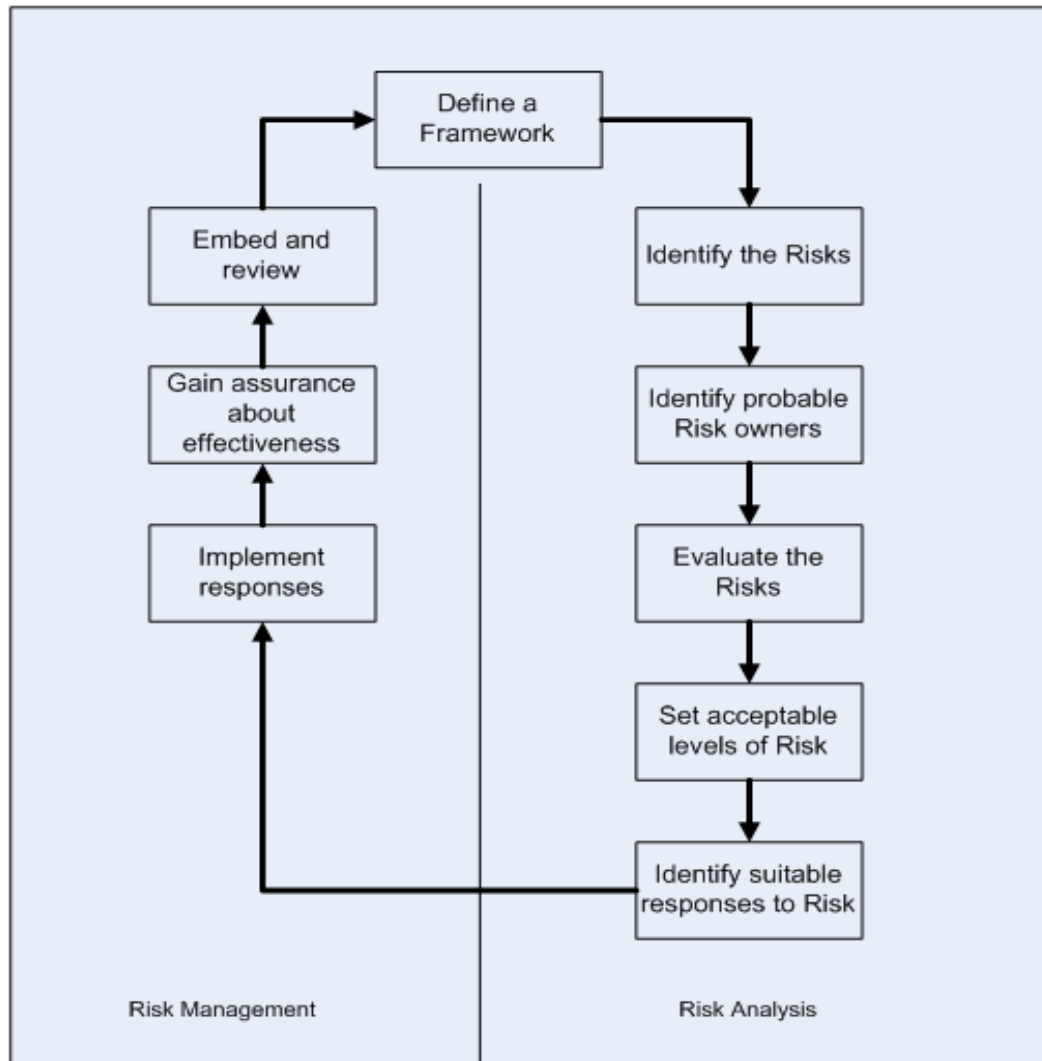 Define a
Framework
Identify the Risks
Identify probable
Risk owners
Evaluate the
Risks
Set acceptable
levels of Risk
Identify suitable
responses to Risk
Implement
responses
Gain assurance
about
effectiveness
Embed and
review
Risk Management
Risk Analysis